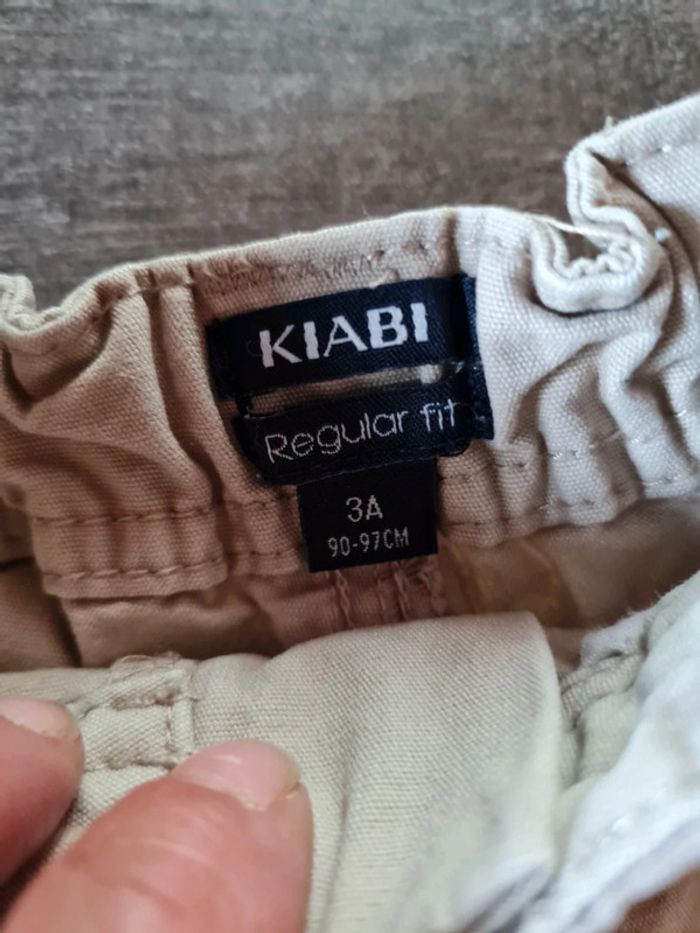 KIABI
Regular fit
3A
90-97CM